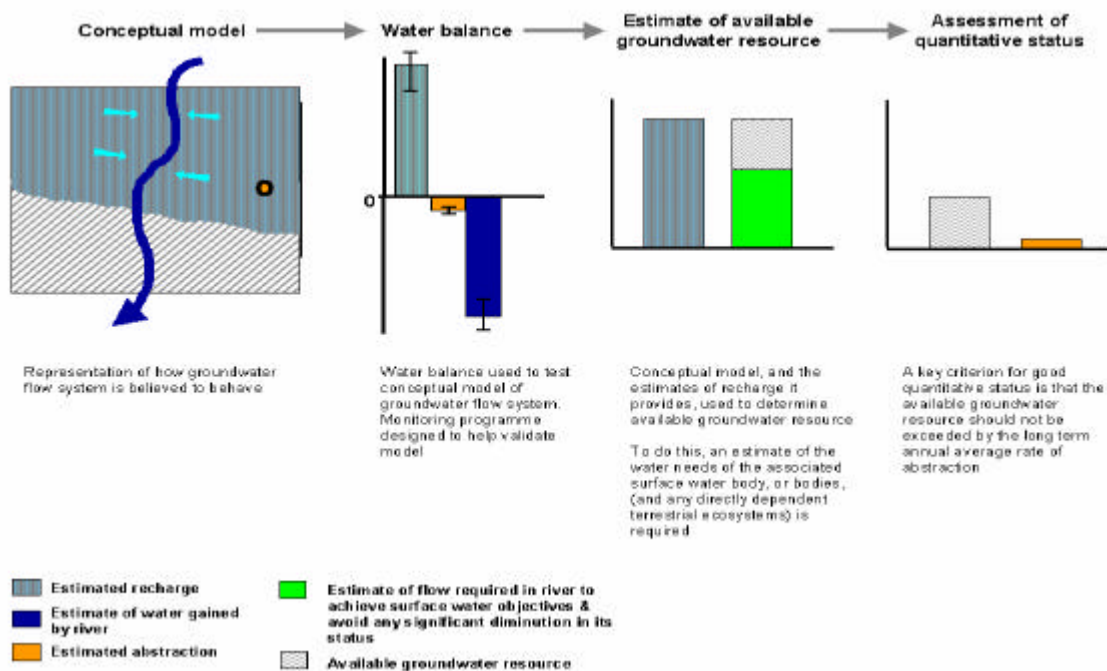 Conceptual model
Water balance
Estimate of available
groundwater resource
Assessment of
quantitative status
0
Representation of how groundwater
flow system is believed to behave
Water balance used to test
conceptual model of
groundwater flow system.
Monitoring programme
designed to help validate
model
Conceptual model, and the
estimates of recharge it
provides, used to determine
available groundwater resource
To do this, an estimate of the
water needs of the associated
surface water body, or bodies,
(and any directly dependent
terrestrial ecosystems) is
required
A key criterion for good
quantitative status is that the
available groundwater
resource should not be
exceeded by the long term
annual average rate of
abstraction
Estimated recharge
Estimate of water gained
by river
Estimated abstraction
Estimate of flow required in river to
achieve surface water objectives &
avoid any significant diminution in its
status
Available groundwater resource